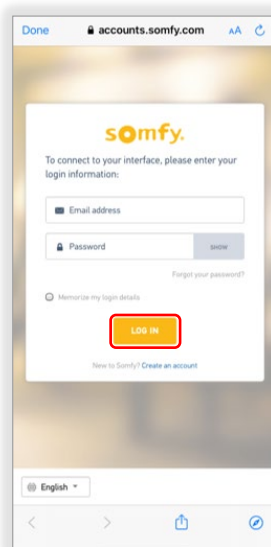 Done accounts.somfy.com AA
somfy.
To connect to your interface, please enter your
login information:
Email address
Password SHOW
Forgot your password?
Memorize my login details
LOG IN
New to Somfy? Create an account
English